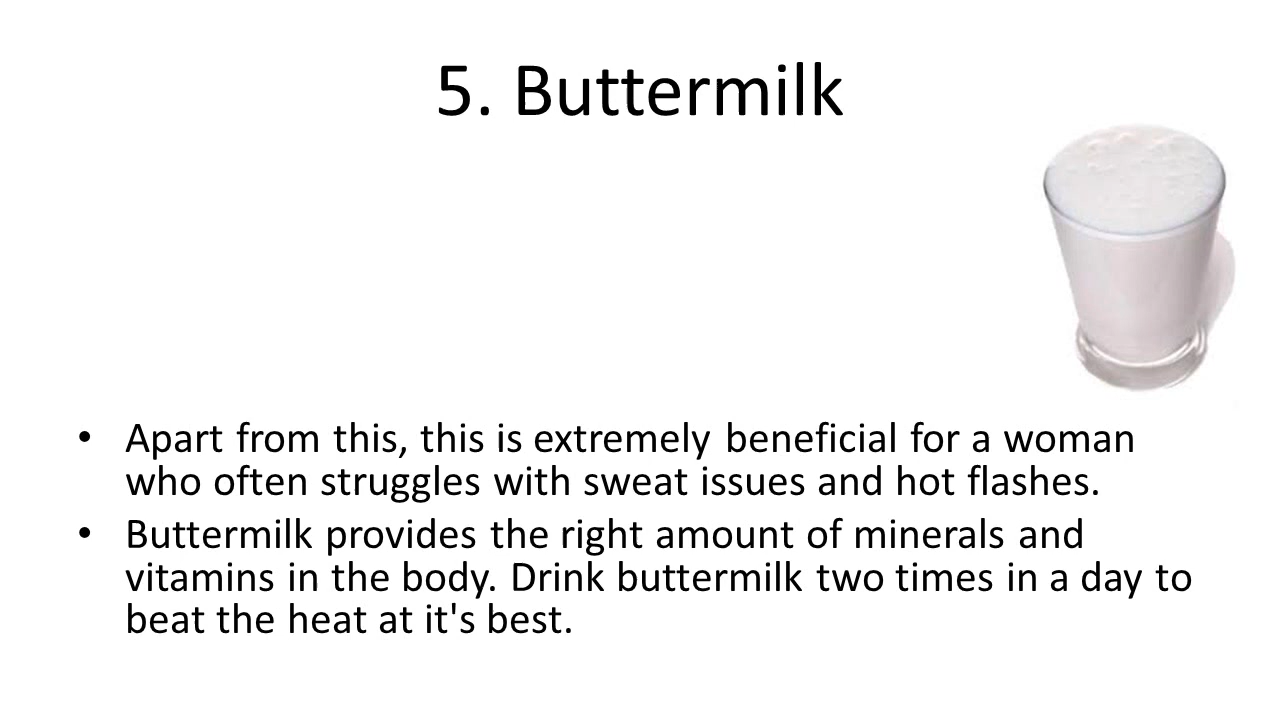 5. Buttermilk
• Apart from this, this is extremely beneficial for a woman
who often struggles with sweat issues and hot flashes.
• Buttermilk provides the right amount of minerals and
vitamins in the body. Drink buttermilk two times in a day to
beat the heat at it's best.